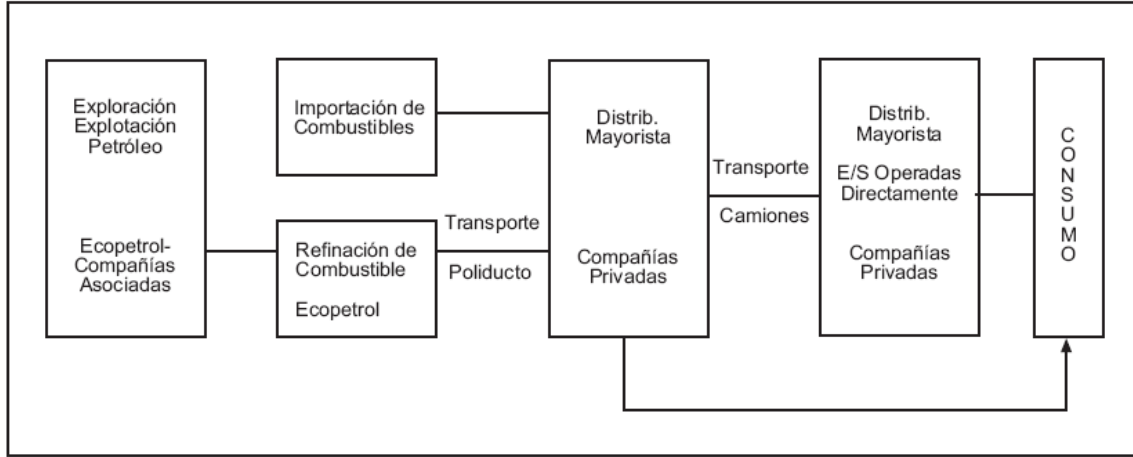 Exploración
Explotación
Petróleo
Ecopetrol-
Compañías
Asociadas
Importación de
Combustibles
Refinación de
Combustible
Ecopetrol
Transporte
Poliducto
Distrib.
Mayorista
Compañías
Privadas
Transporte
Camiones
Distrib.
Mayorista
E/S Operadas
Directamente
Compañías
Privadas
CONSUMO